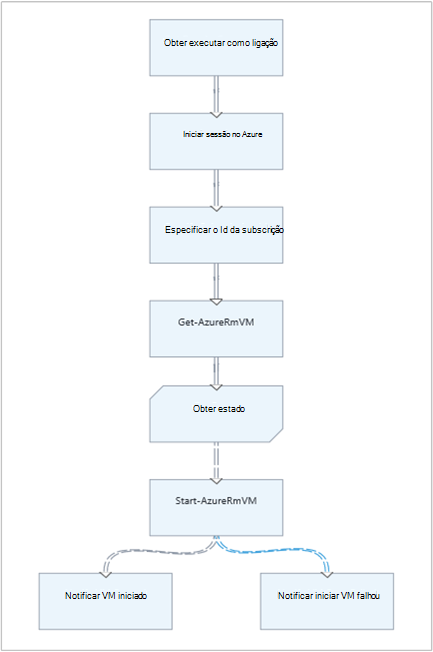 Obter executar como ligação
Iniciar sessão no Azure
Especificar o Id da subscrição
Get-AzureRmVM
Obter estado
Start-AzureRmVM
Notificar VM iniciado
Notificar iniciar VM falhou